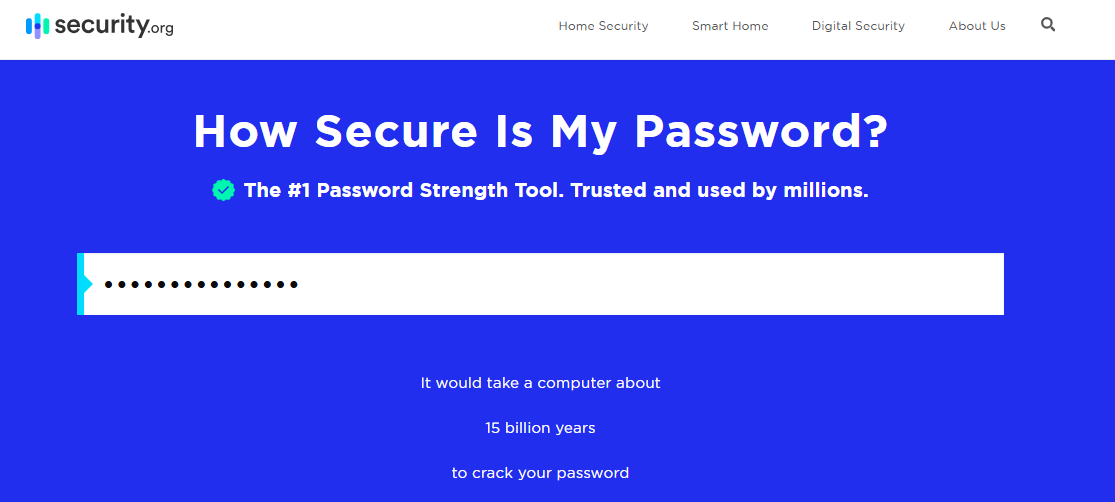 security.org
Home Security Smart Home Digital Security About Us
How Secure Is My Password?
The #1 Password Strength Tool. Trusted and used by millions.
•••••••••••••••
It would take a computer about
15 billion years
to crack your password